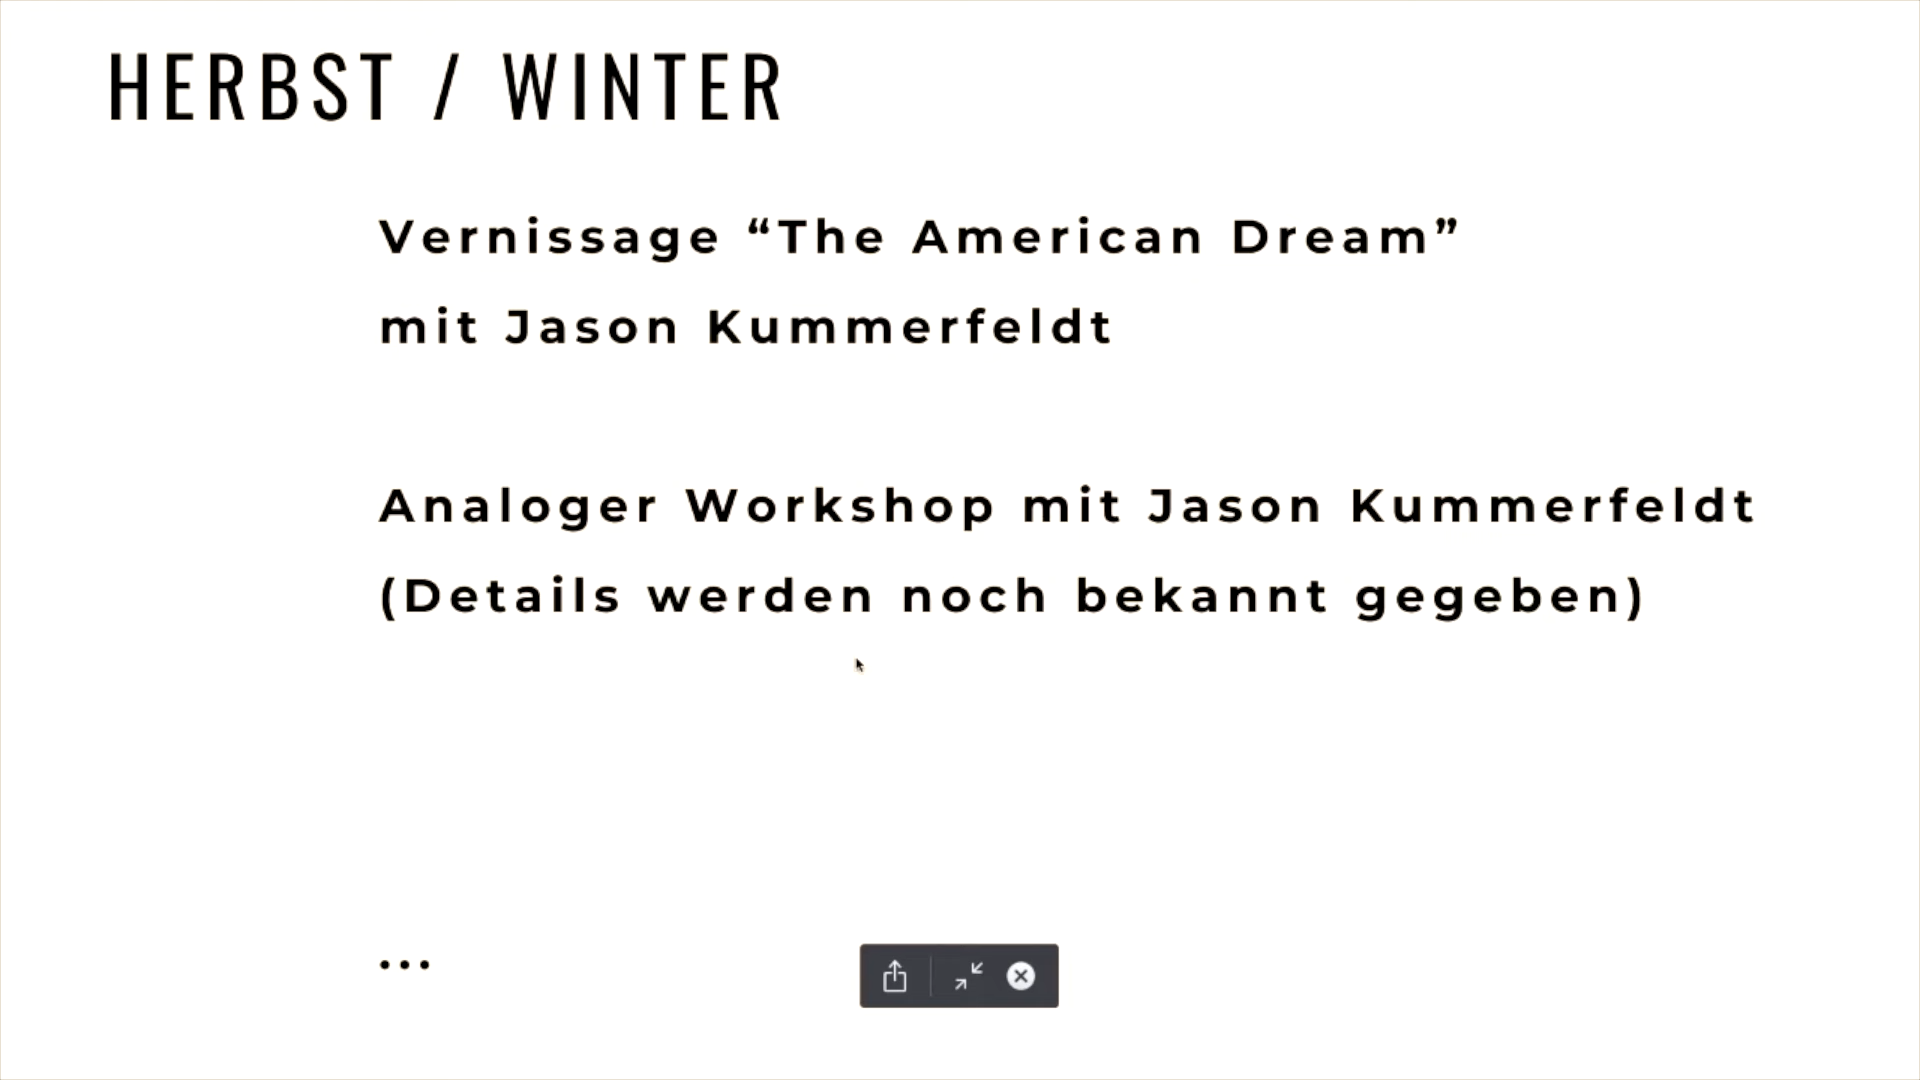 HERBST / WINTER
Vernissage “The American Dream”
mit Jason Kummerfeldt
Analoger Workshop mit Jason Kummerfeldt
(Details werden noch bekannt gegeben)
...